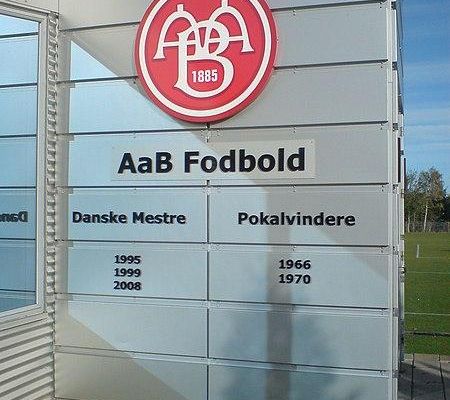 AaB
1885
AaB Fodbold
Danske Mestre
Pokalvindere
1995
1999
2008
1966
1970